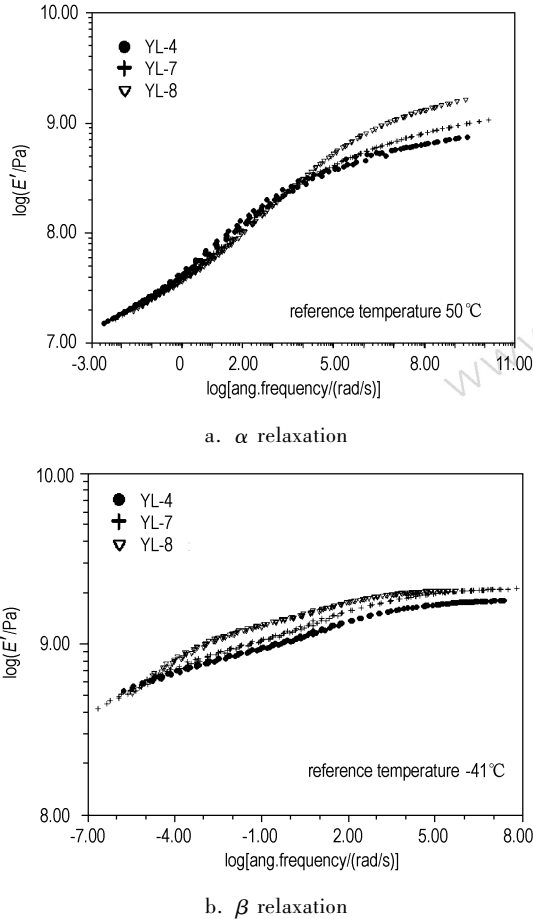 10.00
YL-4
YL-7
YL-8
9.00
log(E′/Pa)
8.00
reference temperature 50℃
7.00
-3.00 0 2.00 5.00 8.00 11.00
log[ang.frequency/(rad/s)]
a. α relaxation
10.00
YL-4
YL-7
YL-8
9.00
log(E′/Pa)
reference temperature -41℃
8.00
-7.00 -4.00 -1.00 2.00 5.00 8.00
log[ang.frequency/(rad/s)]
b. β relaxation